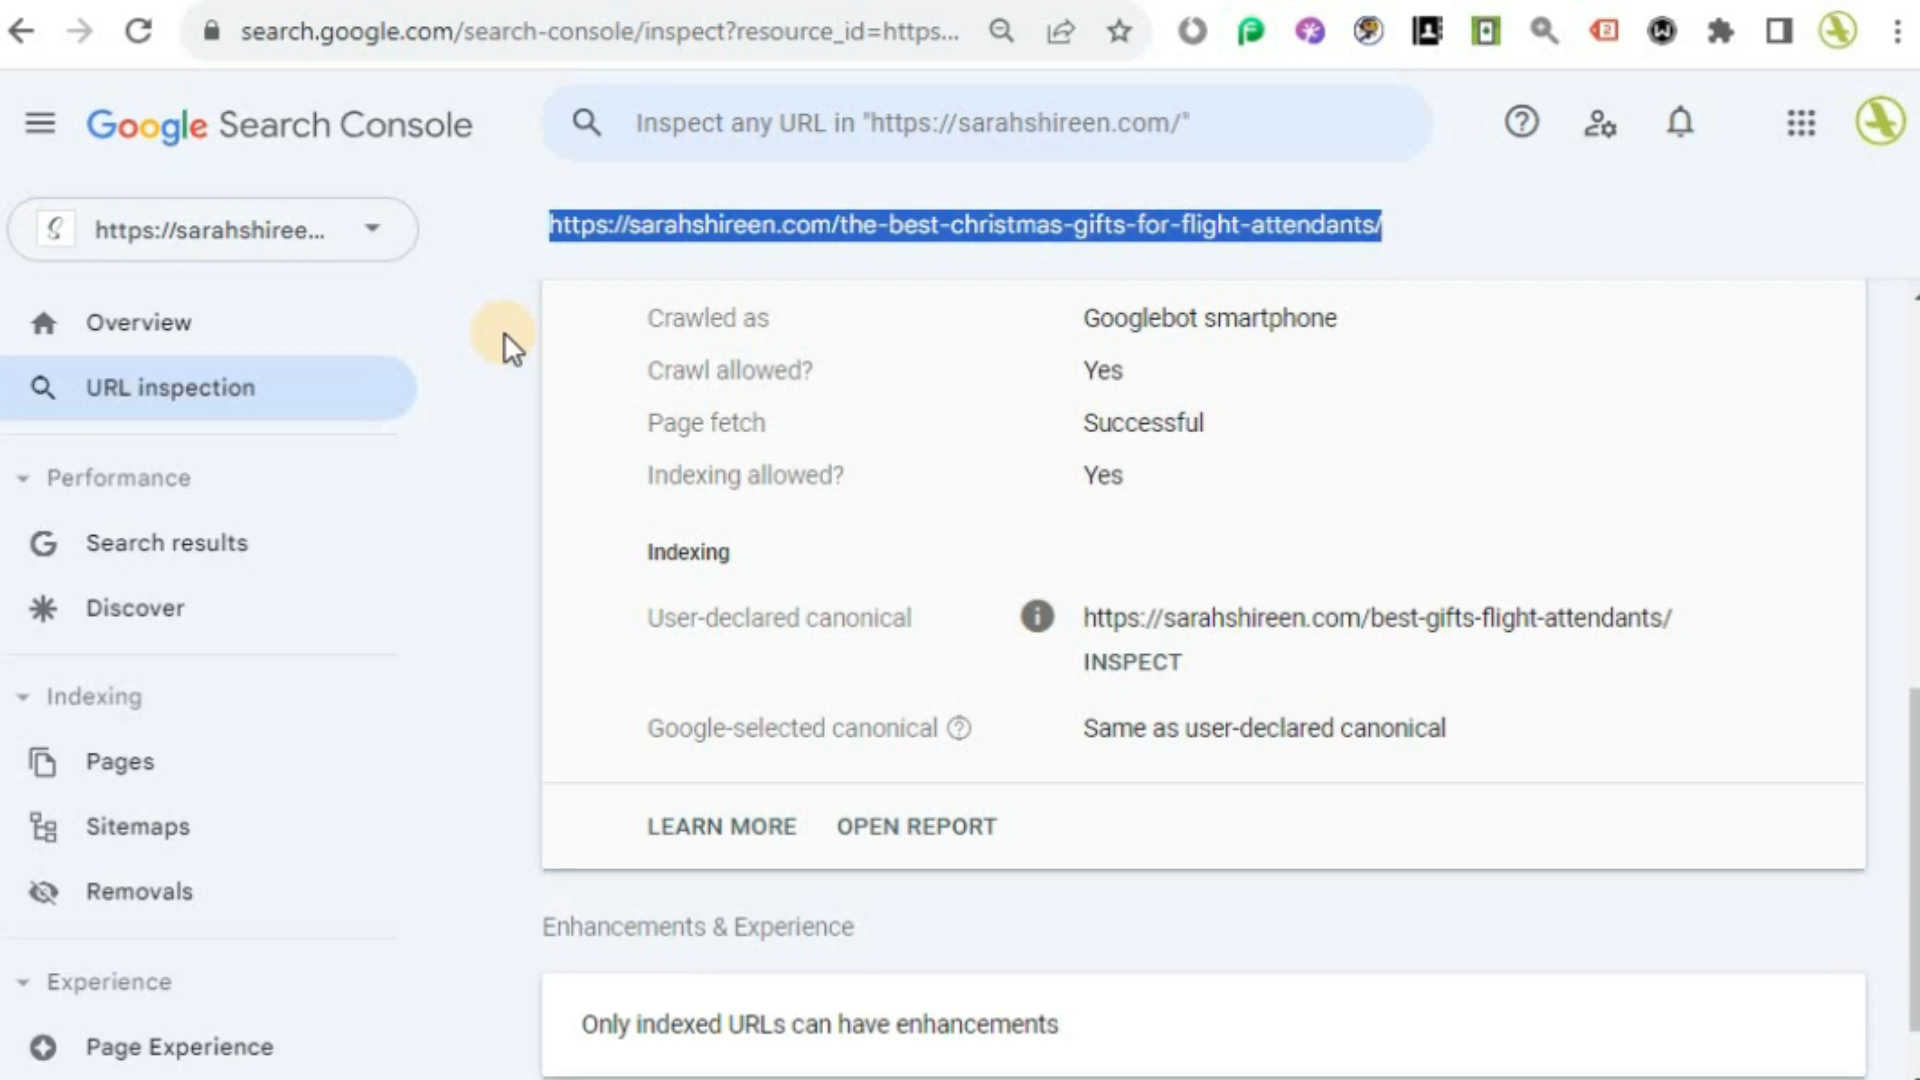 search.google.com/search-console/inspect?resource_id=https...
2
Google Search Console
Inspect any URL in "https://sarahshireen.com/"
https://sarahshiree...
https://sarahshireen.com/the-best-christmas-gifts-for-flight-attendants/
Overview
URL inspection
Performance
Search results
Discover
Indexing
Pages
Sitemaps
Removals
Experience
Page Experience
Crawled as Googlebot smartphone
Crawl allowed? Yes
Page fetch Successful
Indexing allowed? Yes
Indexing
User-declared canonical https://sarahshireen.com/best-gifts-flight-attendants/
INSPECT
Google-selected canonical Same as user-declared canonical
LEARN MORE OPEN REPORT
Enhancements & Experience
Only indexed URLs can have enhancements